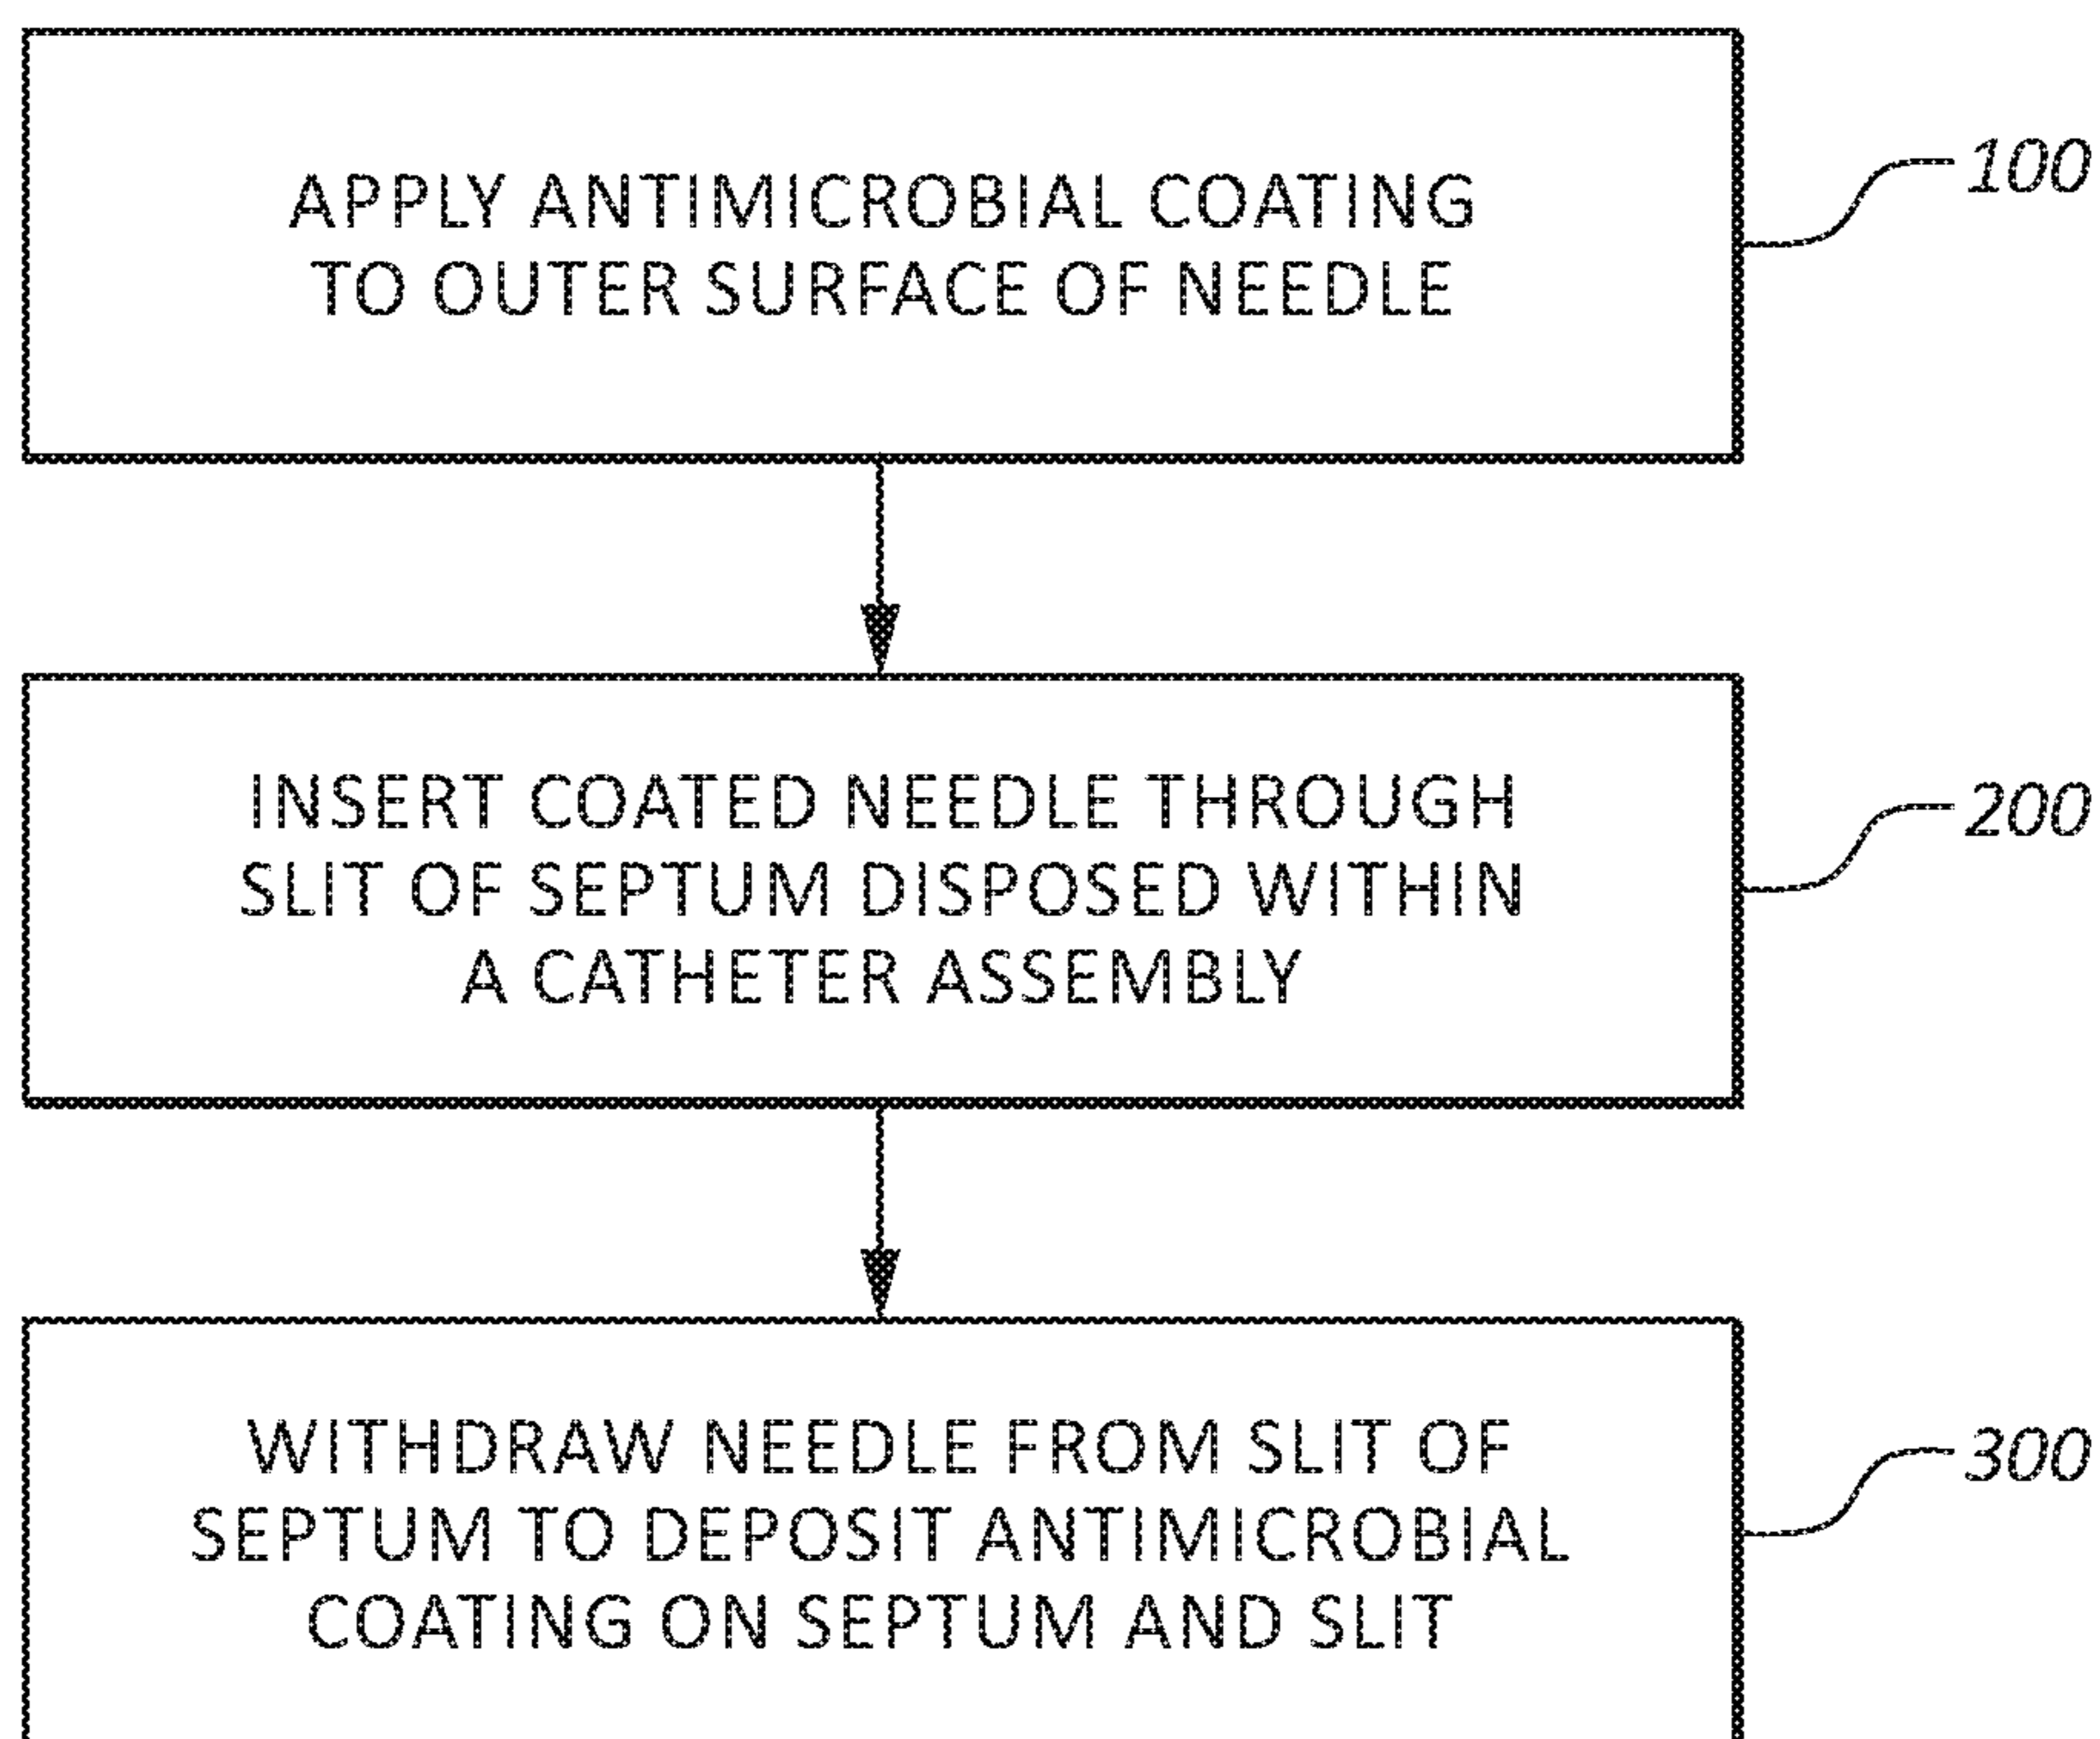 APPLY ANTIMICROBIAL COATING
TO OUTER SURFACE OF NEEDLE
100
INSERT COATED NEEDLE THROUGH
SLIT OF SEPTUM DISPOSED WITHIN
A CATHETER ASSEMBLY
200
WITHDRAW NEEDLE FROM SLIT OF
SEPTUM TO DEPOSIT ANTIMICROBIAL
COATING ON SEPTUM AND SLIT
300